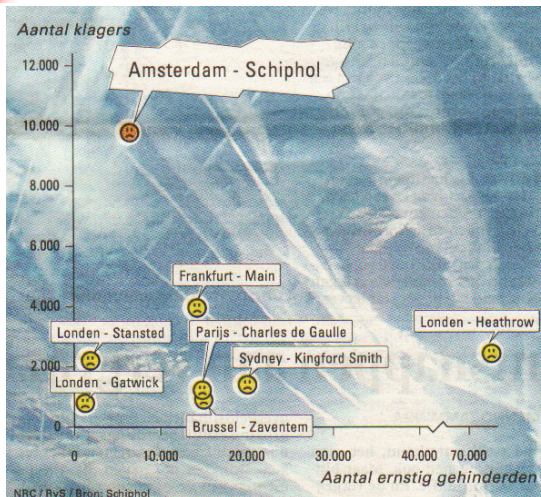 Aantal klagers
12.000
Amsterdam - Schiphol
10.000
8.000
6.000
Frankfurt - Main
4.000
Londen - Stansted
Parijs - Charles de Gaulle
Londen - Heathrow
2.000
Sydney - Kingford Smith
Londen - Gatwick
Brussel - Zaventem
0
0 10.000 20.000 30.000 40.000 70.000
Aantal ernstig gehinderden
NRC / RvS / Bron: Schiphol